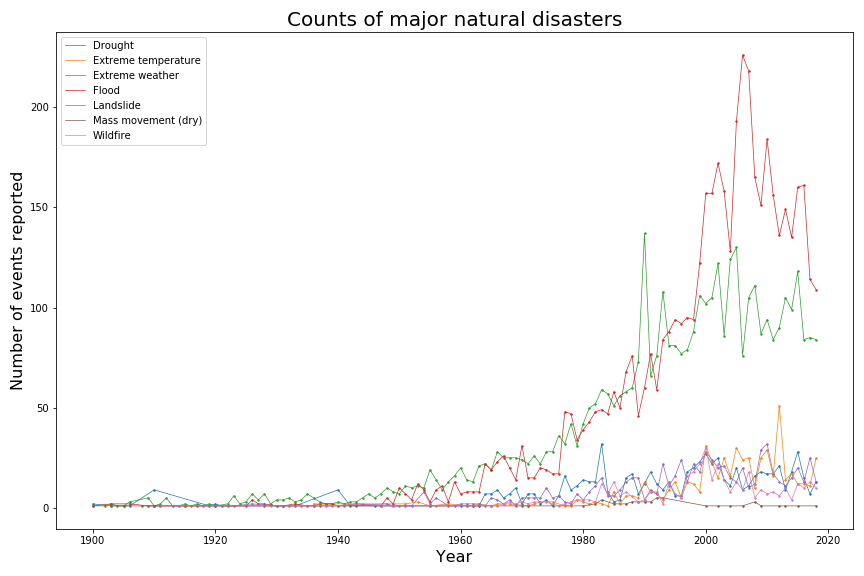 Counts of major natural disasters
Drought
Extreme temperature
Extreme weather
Flood
Landslide
Mass movement (dry)
Wildfire
Number of events reported
200
150
100
50
0
1900 1920 1940 1960 1980 2000 2020
Year